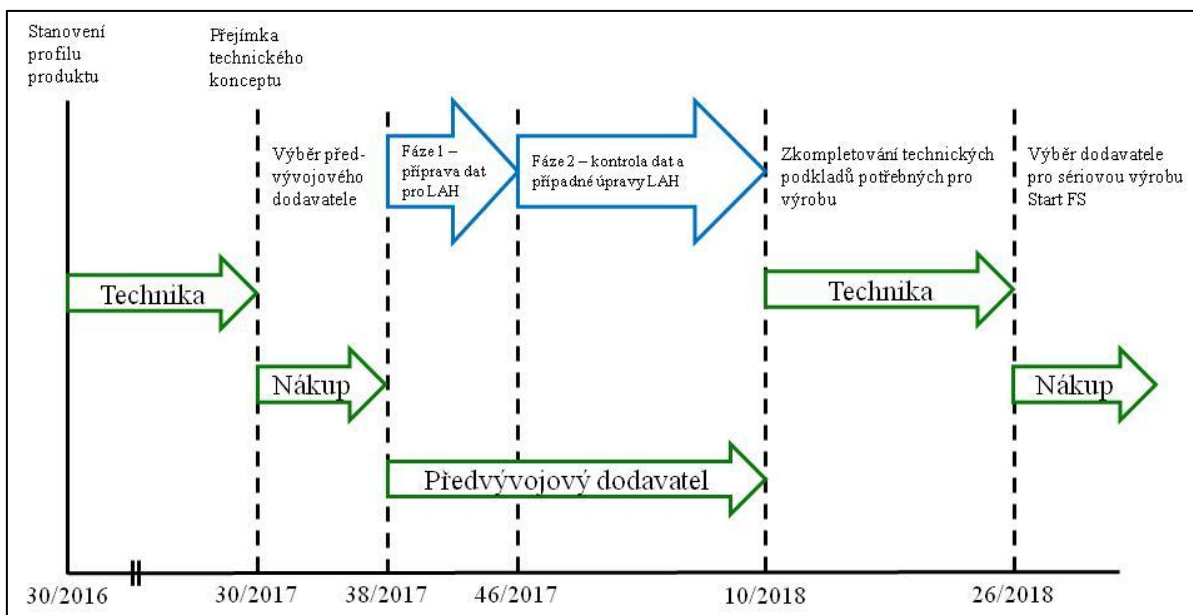 Stanovení
profilu
produktu
Přejímka
technického
konceptu
Výběr před-
vývojového
dodavatele
Fáze 1 –
příprava dat
pro LAH
Fáze 2 – kontrola dat a
případné úpravy LAH
Zkompletování technických
podkladů potřebných pro
výrobu
Výběr dodavatele
pro sériovou výrobu
Start FS
Technika
Technika
Nákup
Nákup
Předvývojový dodavatel
30/2016
30/2017
38/2017
46/2017
10/2018
26/2018